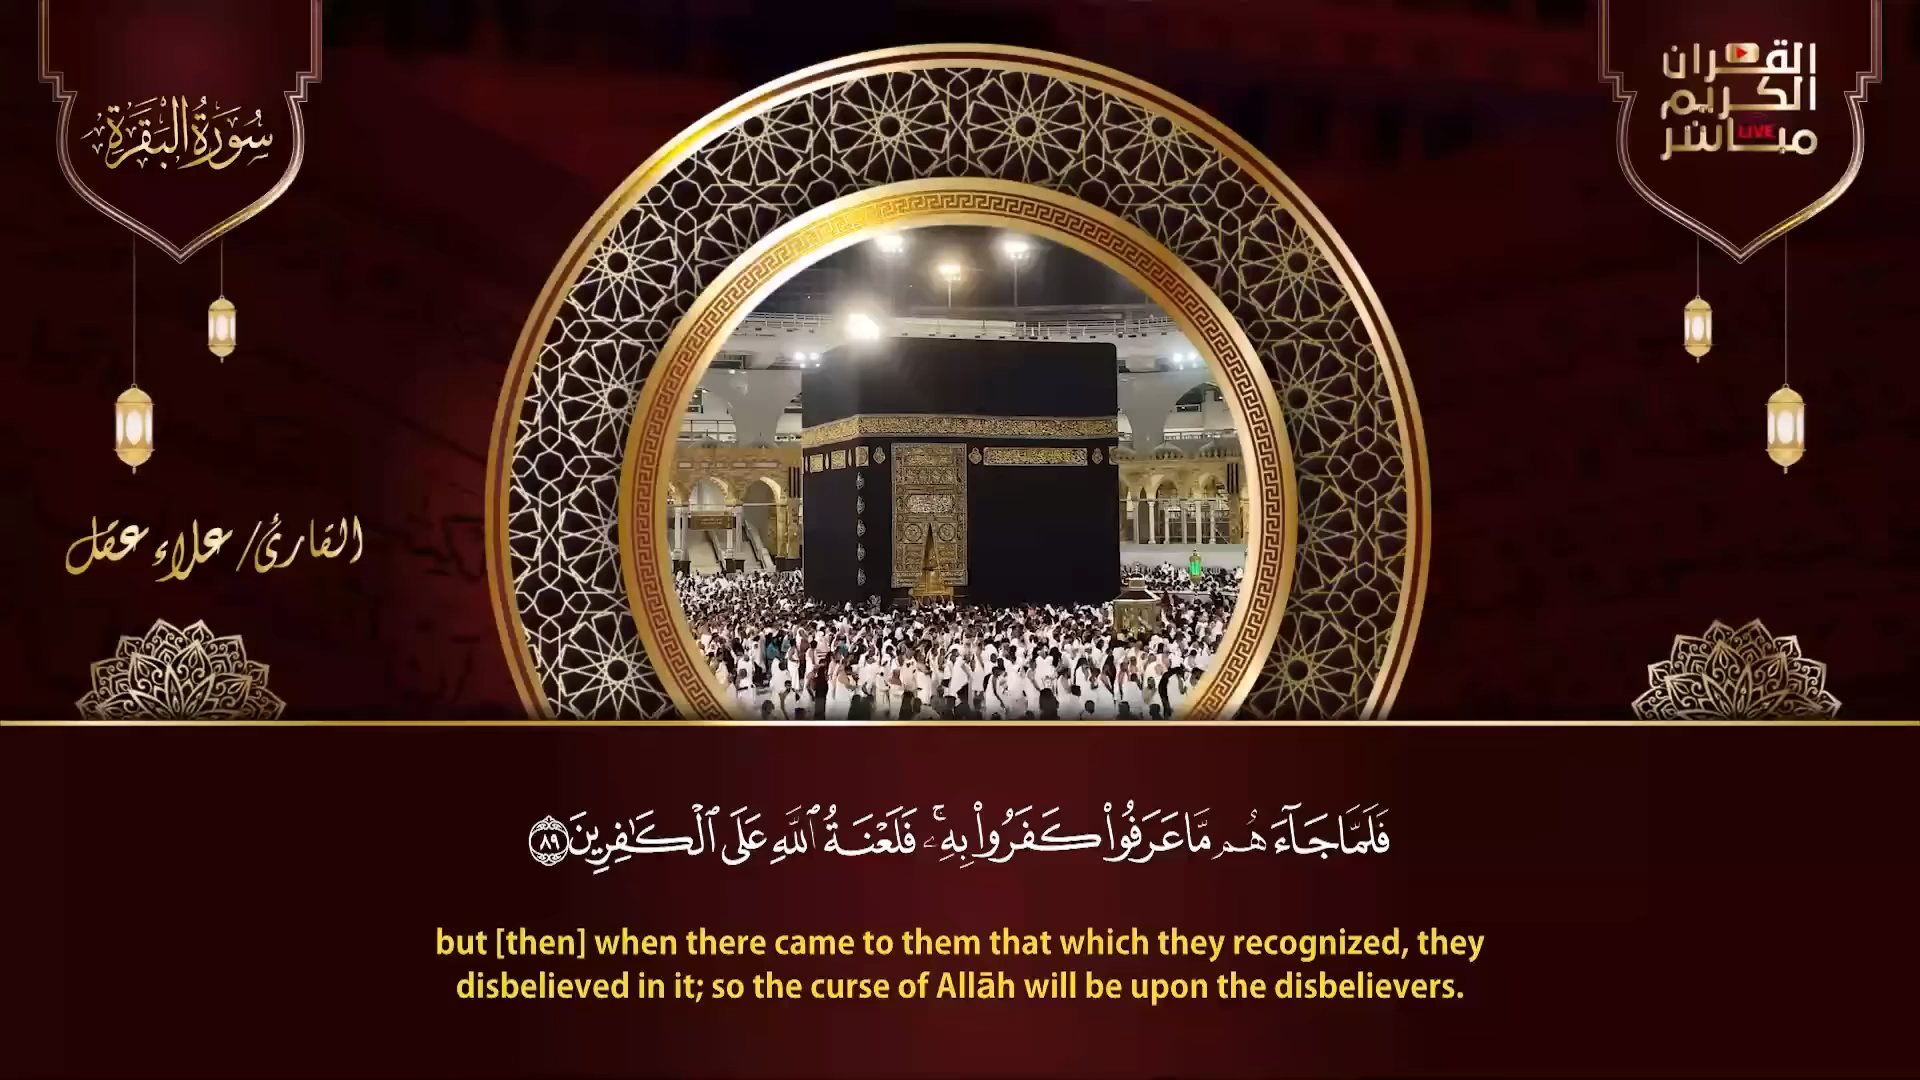 سُورَةُ البَقَرَةِ
القرآن
الكريم
مباشر
LIVE
القارئ/ علاء عقل
فَلَمَّا جَآءَهُم مَّا عَرَفُوا۟ كَفَرُوا۟ بِهِۦۚ فَلَعْنَةُ ٱللَّهِ عَلَى ٱلْكَـٰفِرِينَ ٨٩
but [then] when there came to them that which they recognized, they
disbelieved in it; so the curse of Allāh will be upon the disbelievers.